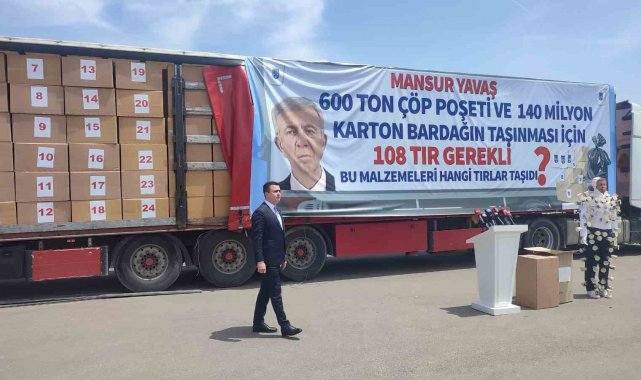 MANSUR YAVAŞ
600 TON ÇÖP POŞETİ VE 140 MİLYON
KARTON BARDAĞIN TAŞINMASI İÇİN
108 TIR GEREKLİ
BU MALZEMELERİ HANGİ TIRLAR TAŞIDI?
7 13 19
8 14 20
9 15 21
10 16 22
11 17 23
12 18 24